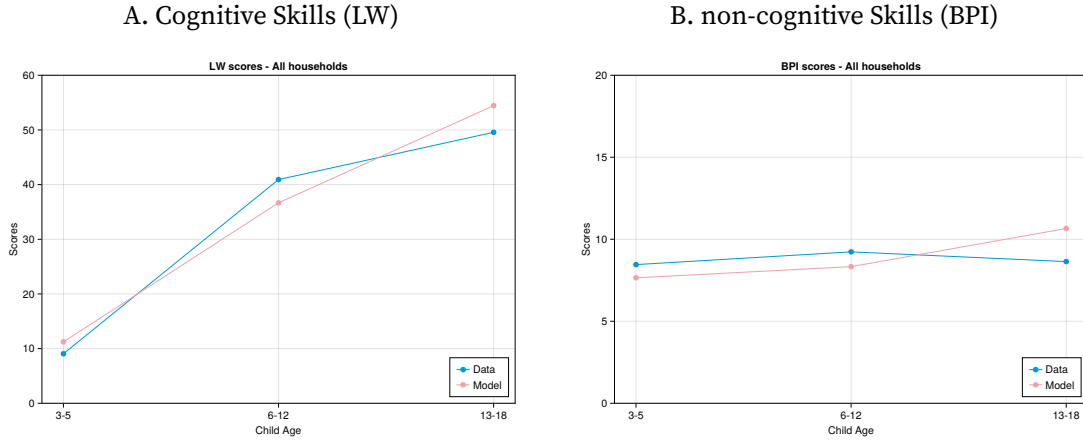 A. Cognitive Skills (LW)
LW scores - All households
60
50
40
30
20
10
0
Scores
3-5
6-12
13-18
Child Age
Data
Model
B. non-cognitive Skills (BPI)
BPI scores - All households
20
15
10
5
0
Scores
3-5
6-12
13-18
Child Age
Data
Model